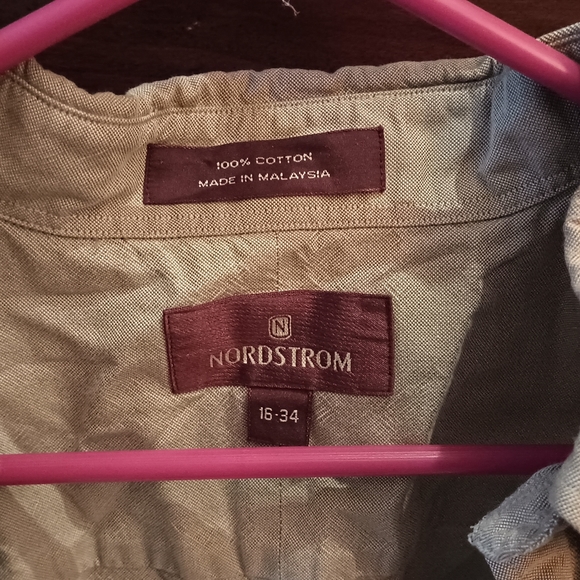 100% COTTON
MADE IN MALAYSIA
N
NORDSTROM
16-34